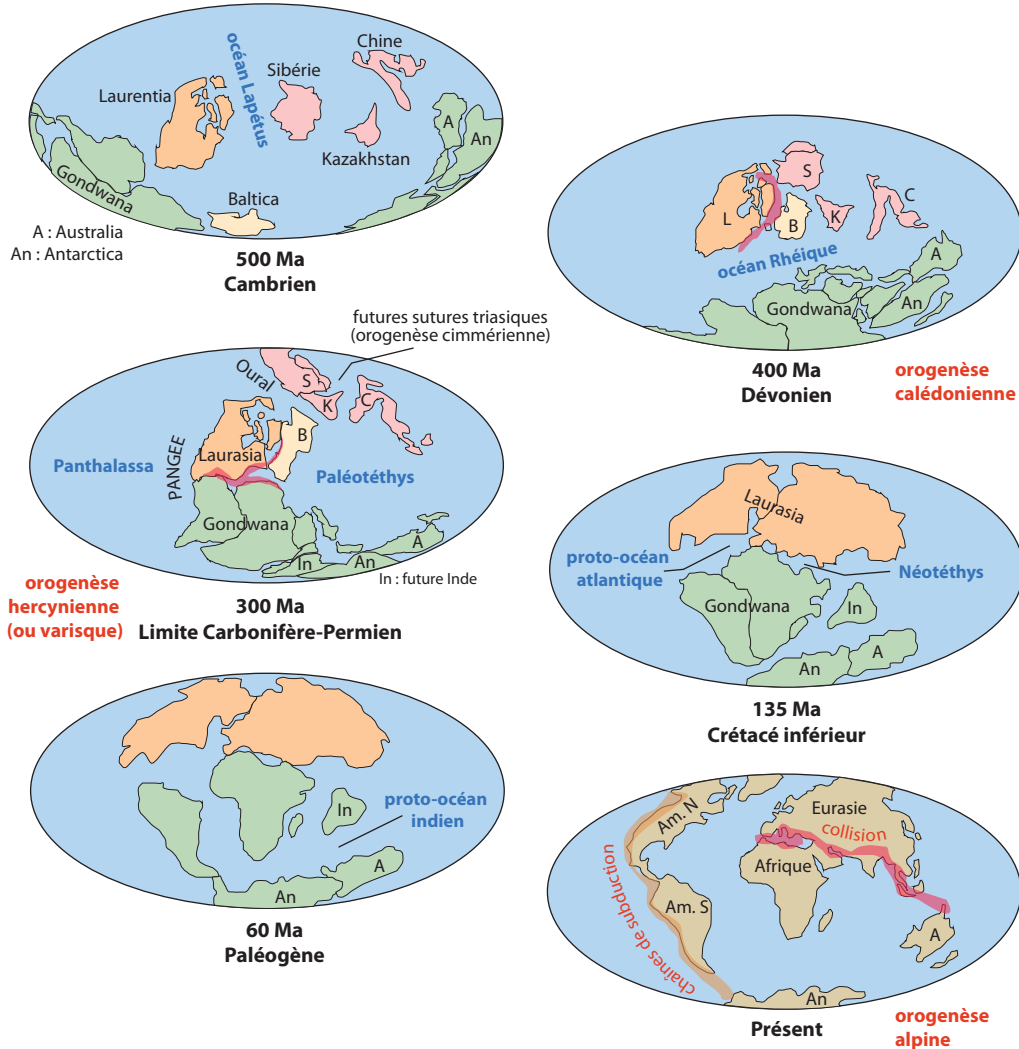 océan Lapétus
Laurentia
Sibérie
Chine
Kazakhstan
A
An
Gondwana
Baltica
A : Australia
An : Antarctica
500 Ma
Cambrien
S
L
B
K
C
océan Rhéique
A
An
Gondwana
400 Ma
Dévonien
orogenèse
calédonienne
futures sutures triasiques
(orogenèse cimmérienne)
Oural
S
K
C
B
Laurasia
PANGEE
Panthalassa
Paléotéthys
Gondwana
A
In
An
In : future Inde
orogenèse
hercynienne
(ou varisque)
300 Ma
Limite Carbonifère-Permien
Laurasia
proto-océan
atlantique
Néotéthys
Gondwana
In
A
An
135 Ma
Crétacé inférieur
In
proto-océan
indien
A
An
60 Ma
Paléogène
Am. N
Eurasie
collision
Afrique
Am. S
chaînes de subduction
A
An
Présent
orogenèse
alpine